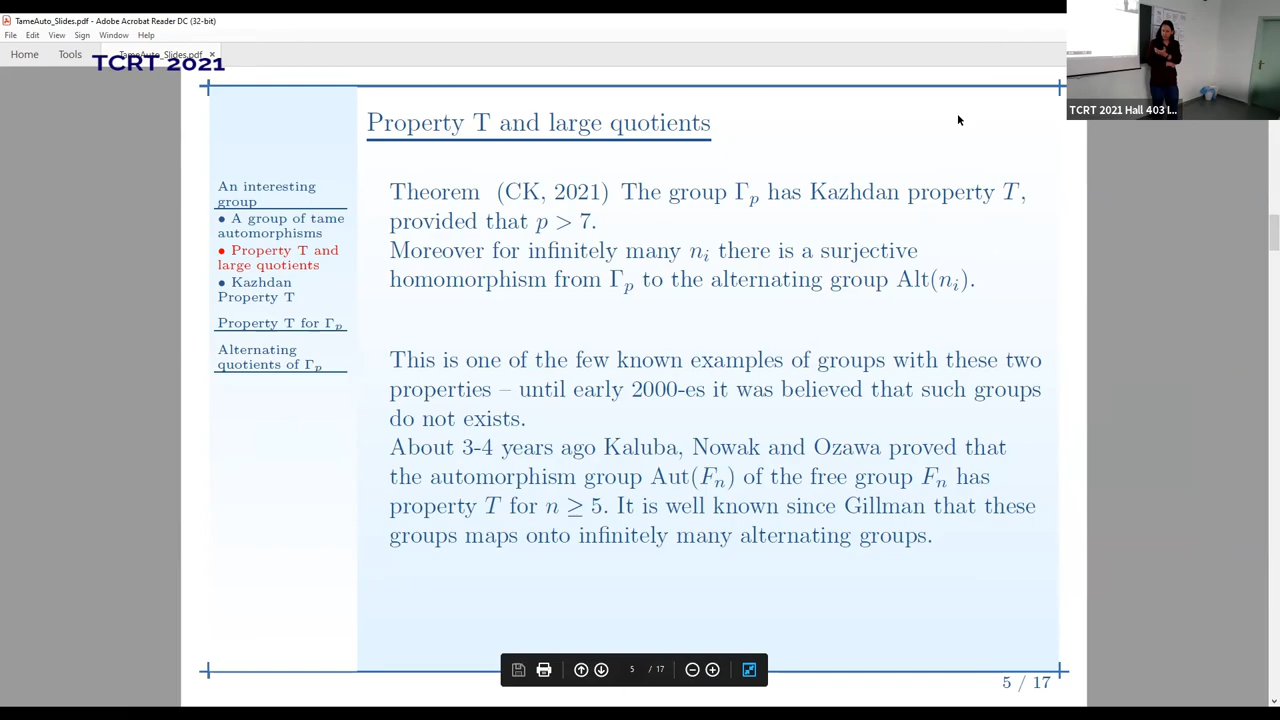 TameAuto_Slides.pdf - Adobe Acrobat Reader DC (32-bit)
File Edit View Sign Window Help
Home Tools TameAuto_Slides.pdf ×
TCRT 2021
TCRT 2021 Hall 403 I...
Property T and large quotients
An interesting
group
• A group of tame
automorphisms
• Property T and
large quotients
• Kazhdan
Property T
Property T for Γp
Alternating
quotients of Γp
Theorem (CK, 2021) The group Γp has Kazhdan property T,
provided that p > 7.
Moreover for infinitely many ni there is a surjective
homomorphism from Γp to the alternating group Alt(ni).
This is one of the few known examples of groups with these two
properties – until early 2000-es it was believed that such groups
do not exists.
About 3-4 years ago Kaluba, Nowak and Ozawa proved that
the automorphism group Aut(Fn) of the free group Fn has
property T for n ≥ 5. It is well known since Gillman that these
groups maps onto infinitely many alternating groups.
5 / 17
5 / 17